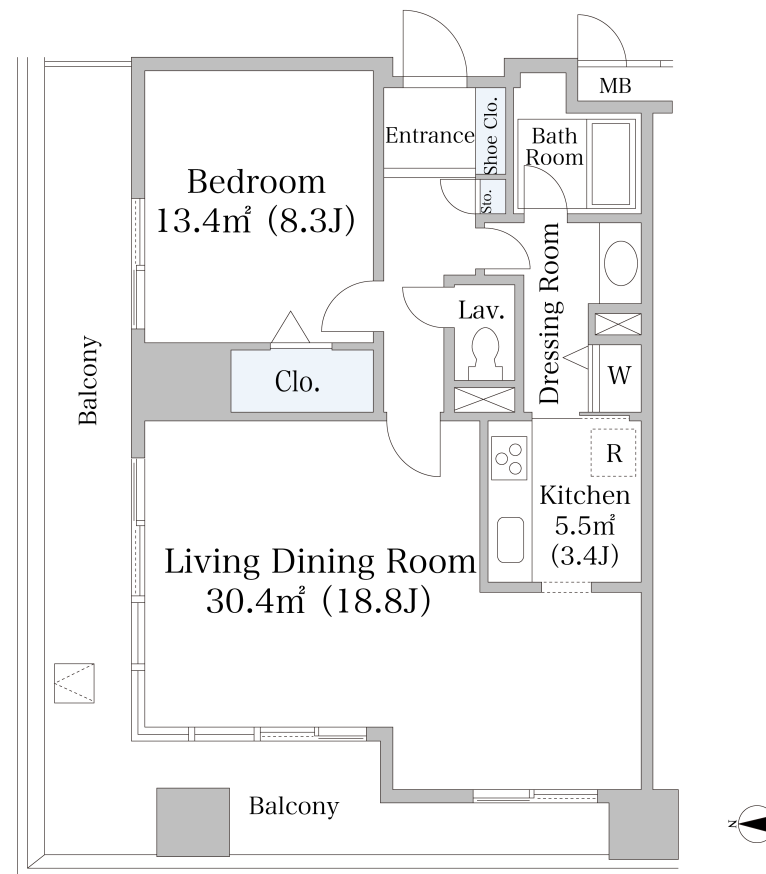 MB
Entrance
Shoe Clo.
Bath
Room
Bedroom
13.4㎡ (8.3J)
Sto.
Dressing Room
Lav.
Balcony
Clo.
W
R
Kitchen
5.5㎡
(3.4J)
Living Dining Room
30.4㎡ (18.8J)
Balcony
N